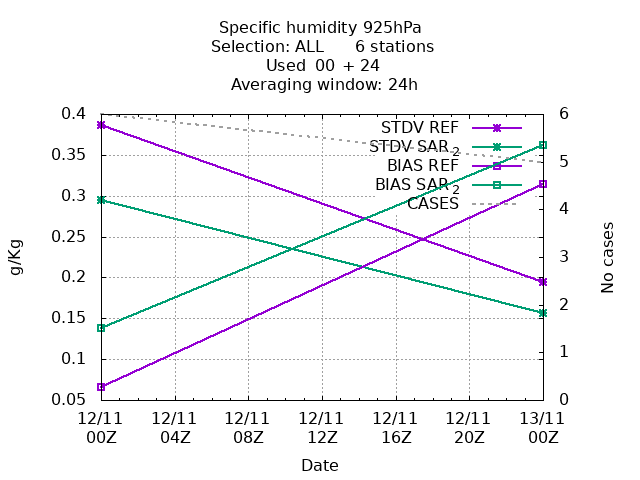 Specific humidity 925hPa
Selection: ALL 6 stations
Used 00 + 24
Averaging window: 24h
0.4
0.35
0.3
0.25
0.2
0.15
0.1
0.05
g/Kg
STDV REF
STDV SAR2
BIAS REF
BIAS SAR2
CASES
6
5
4
3
2
1
0
No cases
12/11 12/11 12/11 12/11 12/11 12/11 13/11
00Z 04Z 08Z 12Z 16Z 20Z 00Z
Date